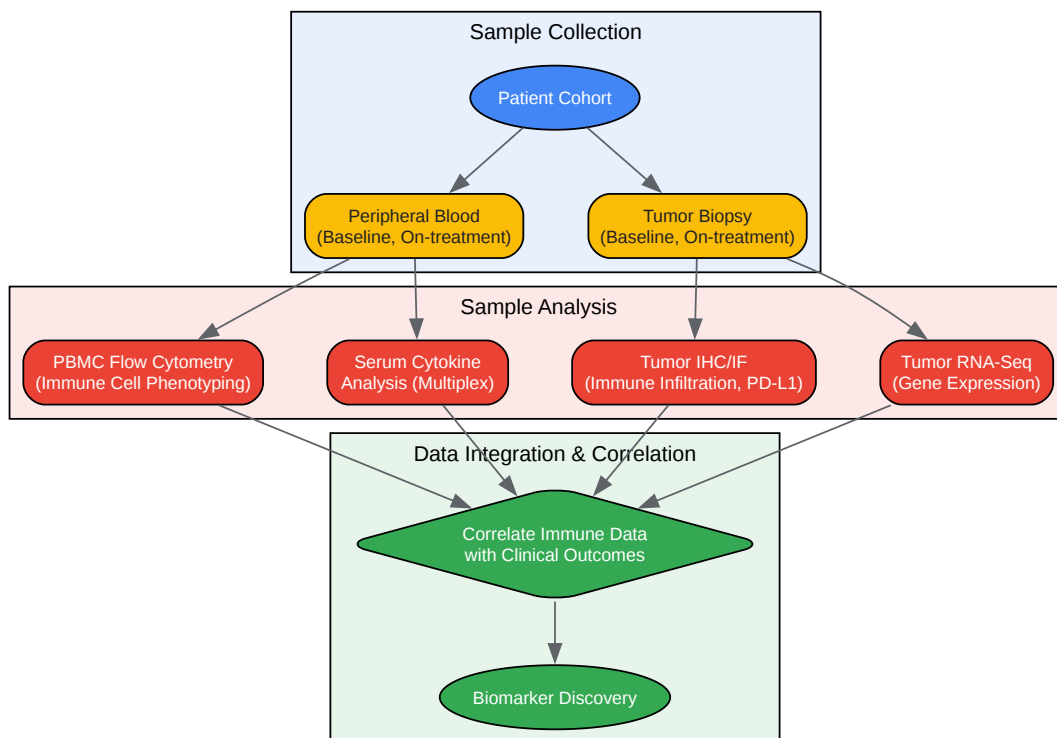 Sample Collection
Patient Cohort
Peripheral Blood
(Baseline, On-treatment)
Tumor Biopsy
(Baseline, On-treatment)
Sample Analysis
PBMC Flow Cytometry
(Immune Cell Phenotyping)
Serum Cytokine
Analysis (Multiplex)
Tumor IHC/IF
(Immune Infiltration, PD-L1)
Tumor RNA-Seq
(Gene Expression)
Data Integration & Correlation
Correlate Immune Data
with Clinical Outcomes
Biomarker Discovery